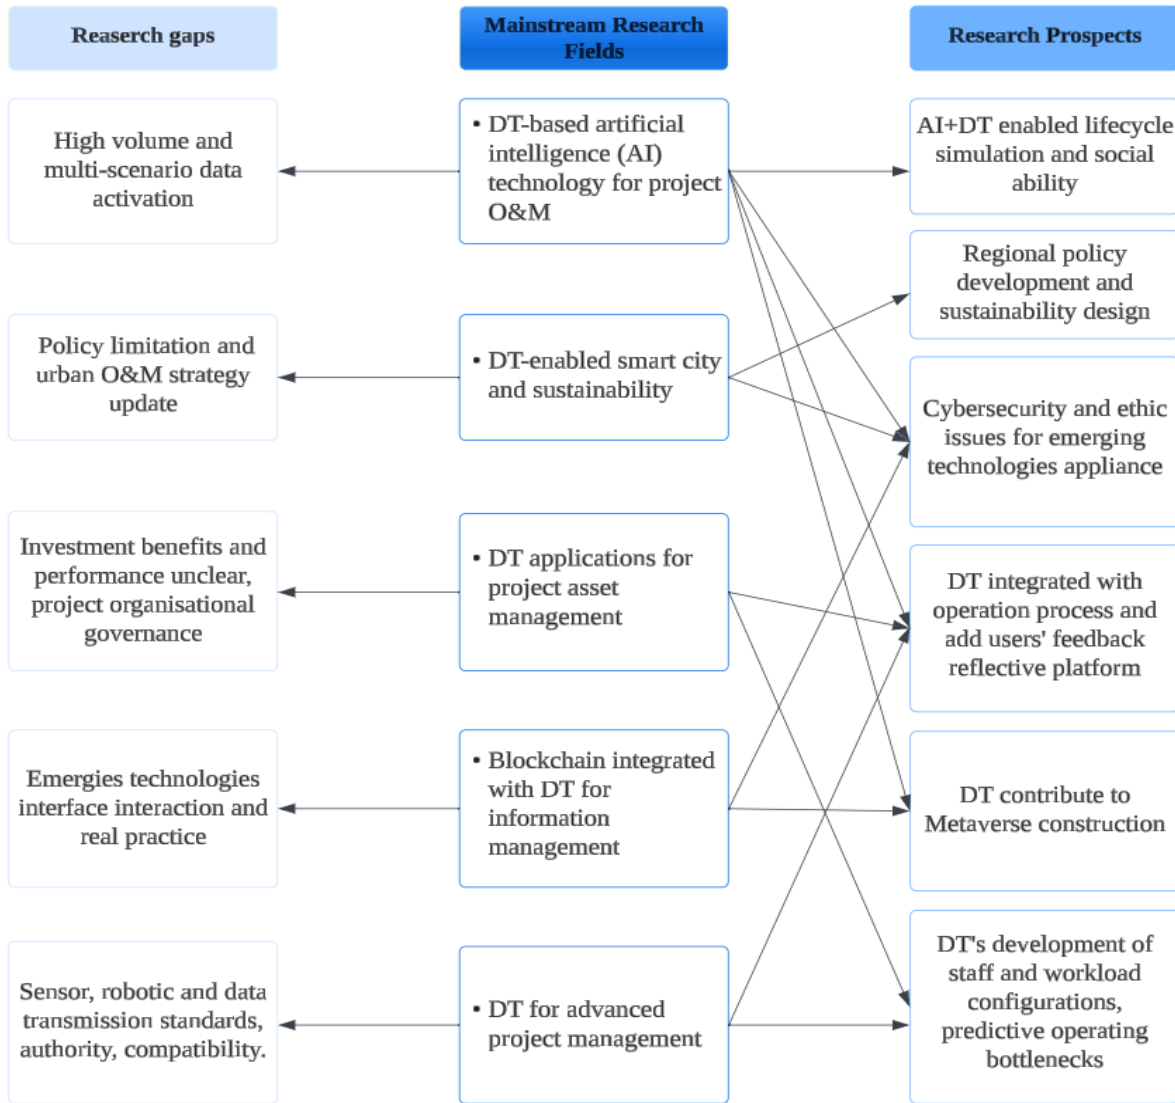 Reaserch gaps
High volume and
multi-scenario data
activation
Policy limitation and
urban O&M strategy
update
Investment benefits and
performance unclear,
project organisational
governance
Emergies technologies
interface interaction and
real practice
Sensor, robotic and data
transmission standards,
authority, compatibility.
Mainstream Research
Fields
• DT-based artificial
intelligence (AI)
technology for project
O&M
• DT-enabled smart city
and sustainability
• DT applications for
project asset
management
• Blockchain integrated
with DT for
information
management
• DT for advanced
project management
Research Prospects
AI+DT enabled lifecycle
simulation and social
ability
Regional policy
development and
sustainability design
Cybersecurity and ethic
issues for emerging
technologies appliance
DT integrated with
operation process and
add users' feedback
reflective platform
DT contribute to
Metaverse construction
DT's development of
staff and workload
configurations,
predictive operating
bottlenecks